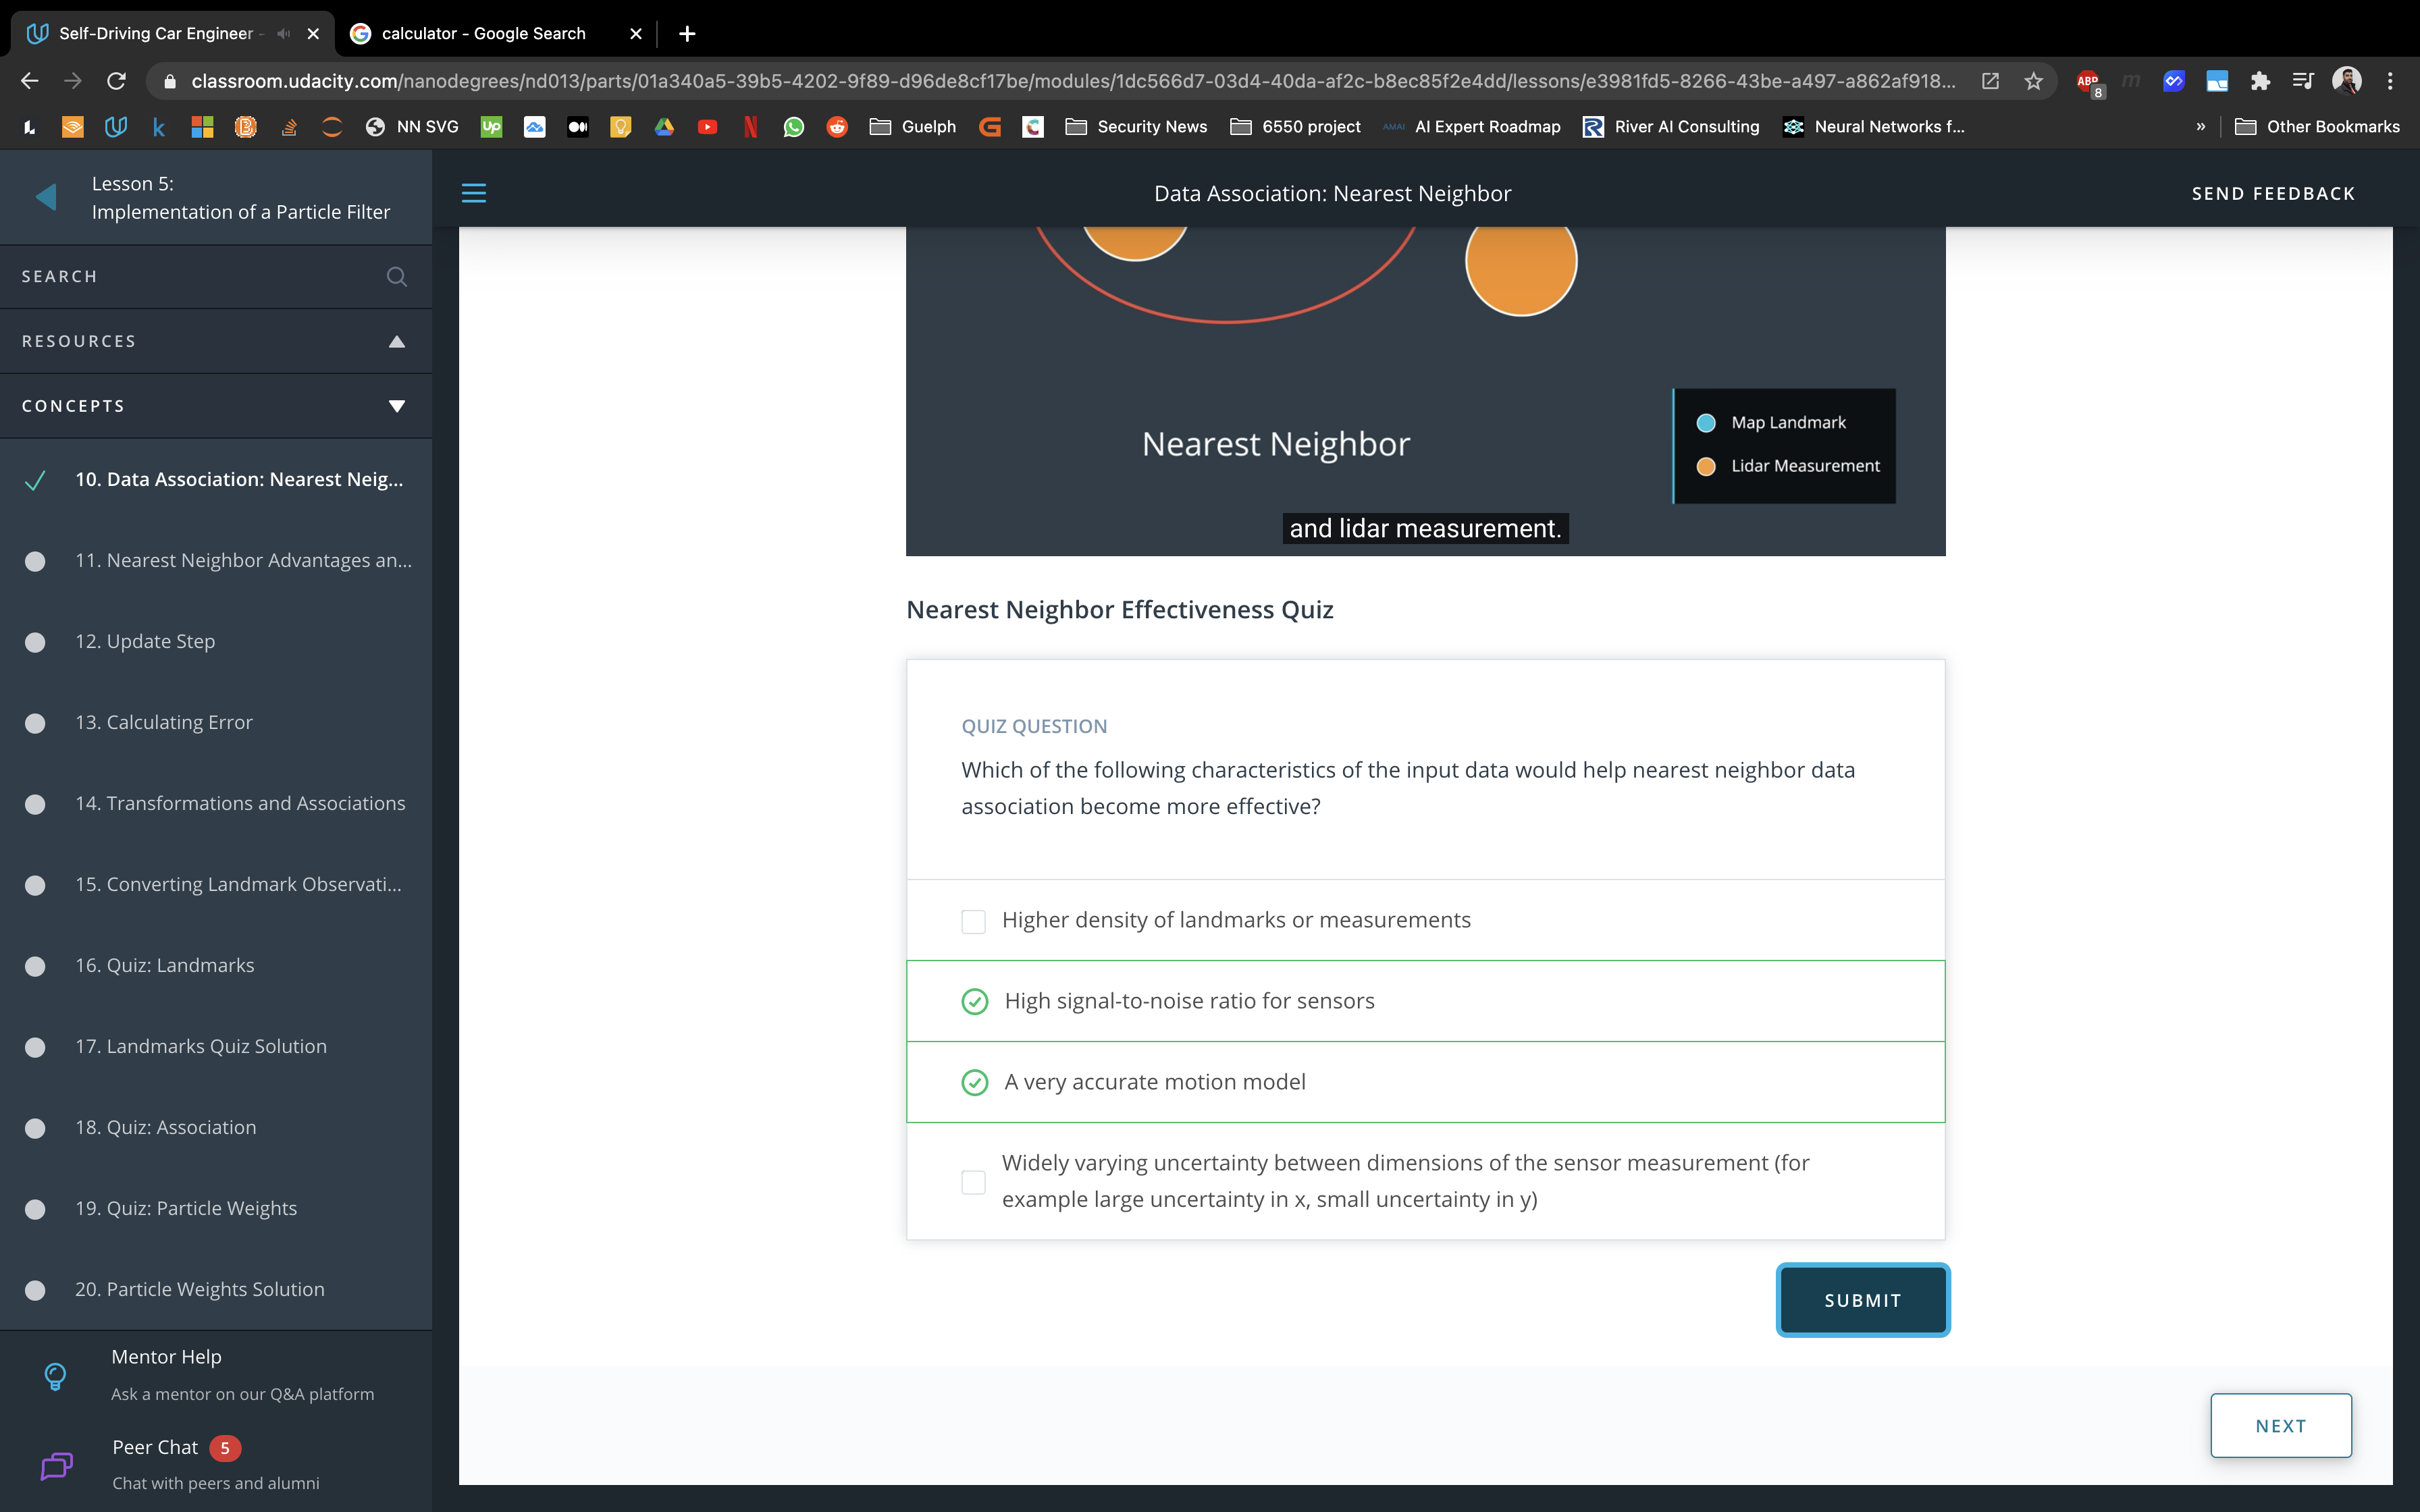 Self-Driving Car Engineer -
calculator - Google Search
classroom.udacity.com/nanodegrees/nd013/parts/01a340a5-39b5-4202-9f89-d96de8cf17be/modules/1dc566d7-03d4-40da-af2c-b8ec85f2e4dd/lessons/e3981fd5-8266-43be-a497-a862af918...
ABP
8
NN SVG
Up
Guelph
Security News
6550 project
AMAI
AI Expert Roadmap
River AI Consulting
Neural Networks f...
»
Other Bookmarks
Lesson 5:
Implementation of a Particle Filter
Data Association: Nearest Neighbor
SEND FEEDBACK
SEARCH
RESOURCES
CONCEPTS
10. Data Association: Nearest Neig...
11. Nearest Neighbor Advantages an...
12. Update Step
13. Calculating Error
14. Transformations and Associations
15. Converting Landmark Observati...
16. Quiz: Landmarks
17. Landmarks Quiz Solution
18. Quiz: Association
19. Quiz: Particle Weights
20. Particle Weights Solution
Mentor Help
Ask a mentor on our Q&A platform
Peer Chat 5
Chat with peers and alumni
Map Landmark
Lidar Measurement
Nearest Neighbor
and lidar measurement.
Nearest Neighbor Effectiveness Quiz
QUIZ QUESTION
Which of the following characteristics of the input data would help nearest neighbor data
association become more effective?
Higher density of landmarks or measurements
High signal-to-noise ratio for sensors
A very accurate motion model
Widely varying uncertainty between dimensions of the sensor measurement (for
example large uncertainty in x, small uncertainty in y)
SUBMIT
NEXT